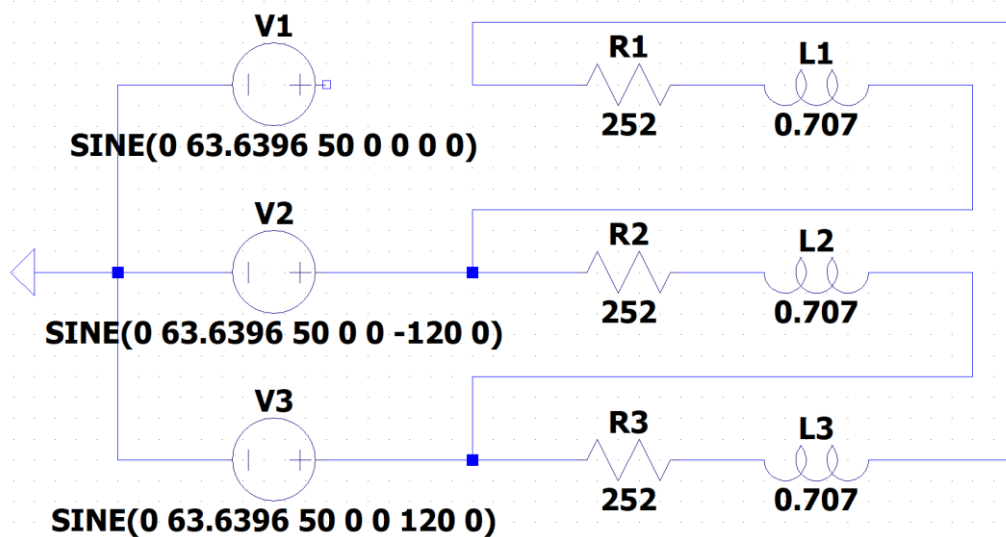 V1
SINE(0 63.6396 50 0 0 0 0)
R1
252
L1
0.707
V2
SINE(0 63.6396 50 0 0 -120 0)
R2
252
L2
0.707
V3
SINE(0 63.6396 50 0 0 120 0)
R3
252
L3
0.707